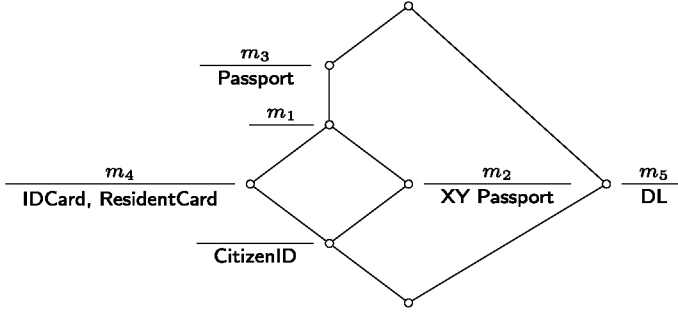 m₃
Passport
m₁
m₄
IDCard, ResidentCard
m₂
XY Passport
m₅
DL
CitizenID